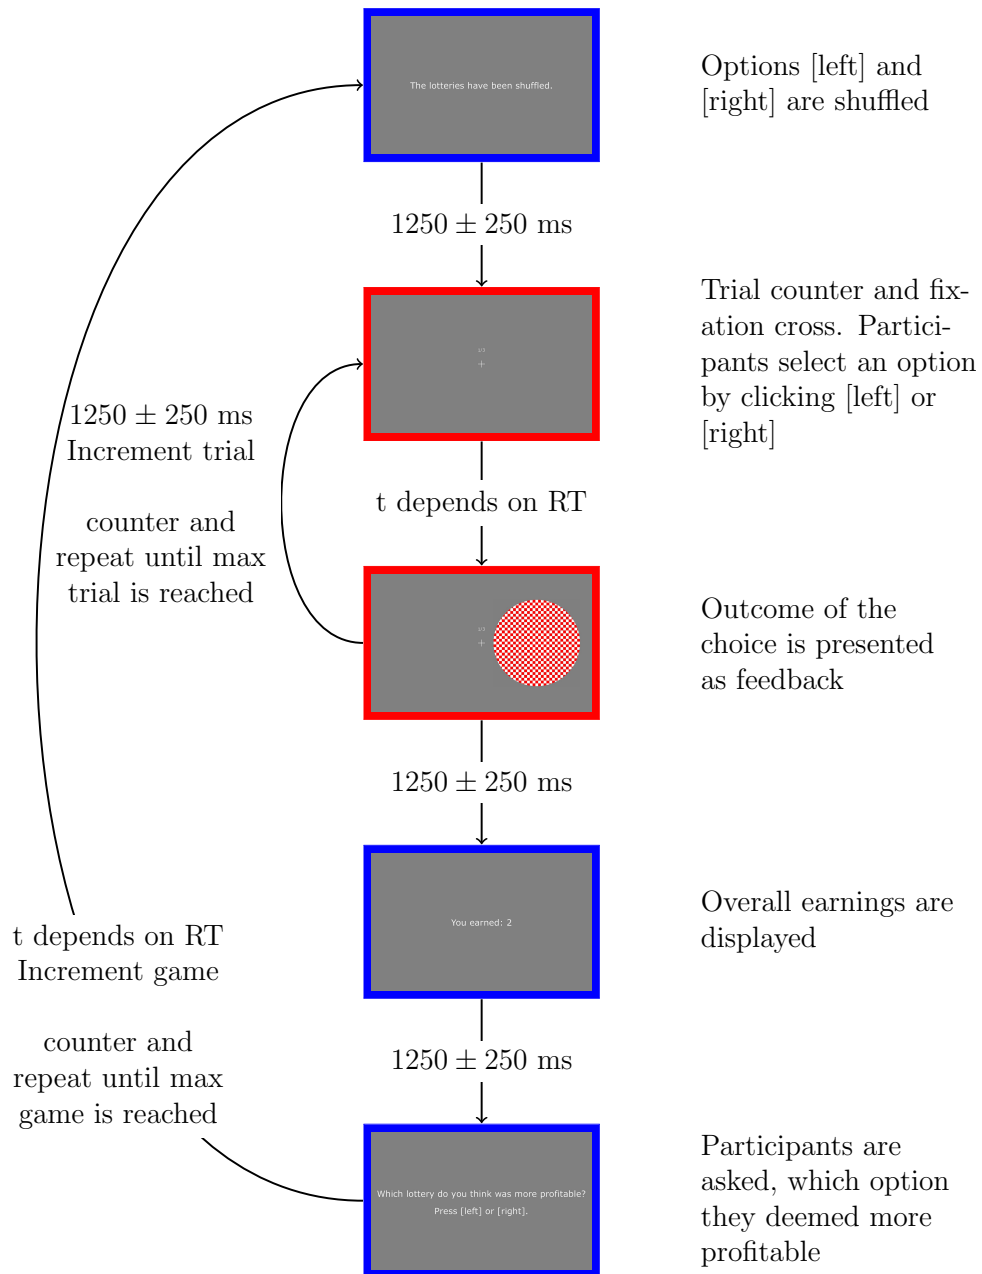 The lotteries have been shuffled.
Options [left] and
[right] are shuffled
1250 ± 250 ms
Trial counter and fix-
ation cross. Partici-
pants select an option
by clicking [left] or
[right]
+
1250 ± 250 ms
Increment trial
counter and
repeat until max
trial is reached
t depends on RT
+
Outcome of the
choice is presented
as feedback
1250 ± 250 ms
You earned: 2
Overall earnings are
displayed
t depends on RT
Increment game
counter and
repeat until max
game is reached
1250 ± 250 ms
Which lottery do you think was more profitable?
Press [left] or [right].
Participants are
asked, which option
they deemed more
profitable